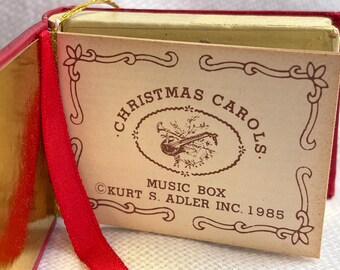 ·CHRISTMAS CAROLS·
MUSIC BOX
©KURT S. ADLER INC. 1985